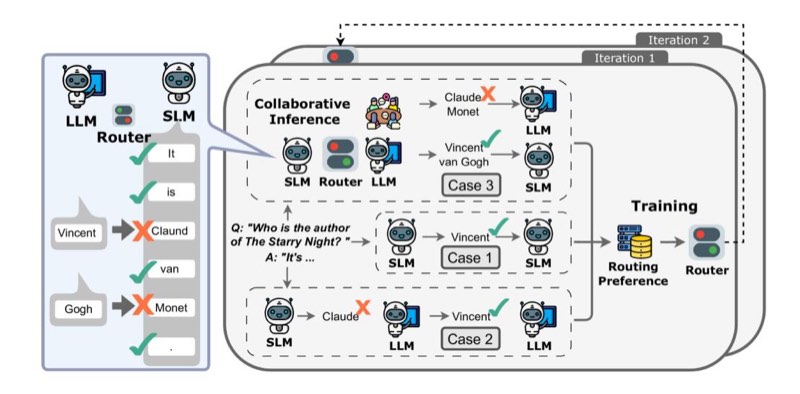 Iteration 2
Iteration 1
LLM
SLM
Router
It
is
Vincent
Claund
van
Gogh
Monet
.
Collaborative
Inference
Claude
Monet
LLM
SLM
Router
LLM
Vincent
van Gogh
SLM
Case 3
Q: "Who is the author
of The Starry Night? "
A: "It's ...
SLM
Vincent
SLM
Case 1
SLM
Claude
LLM
Vincent
LLM
Case 2
Training
Routing
Preference
Router